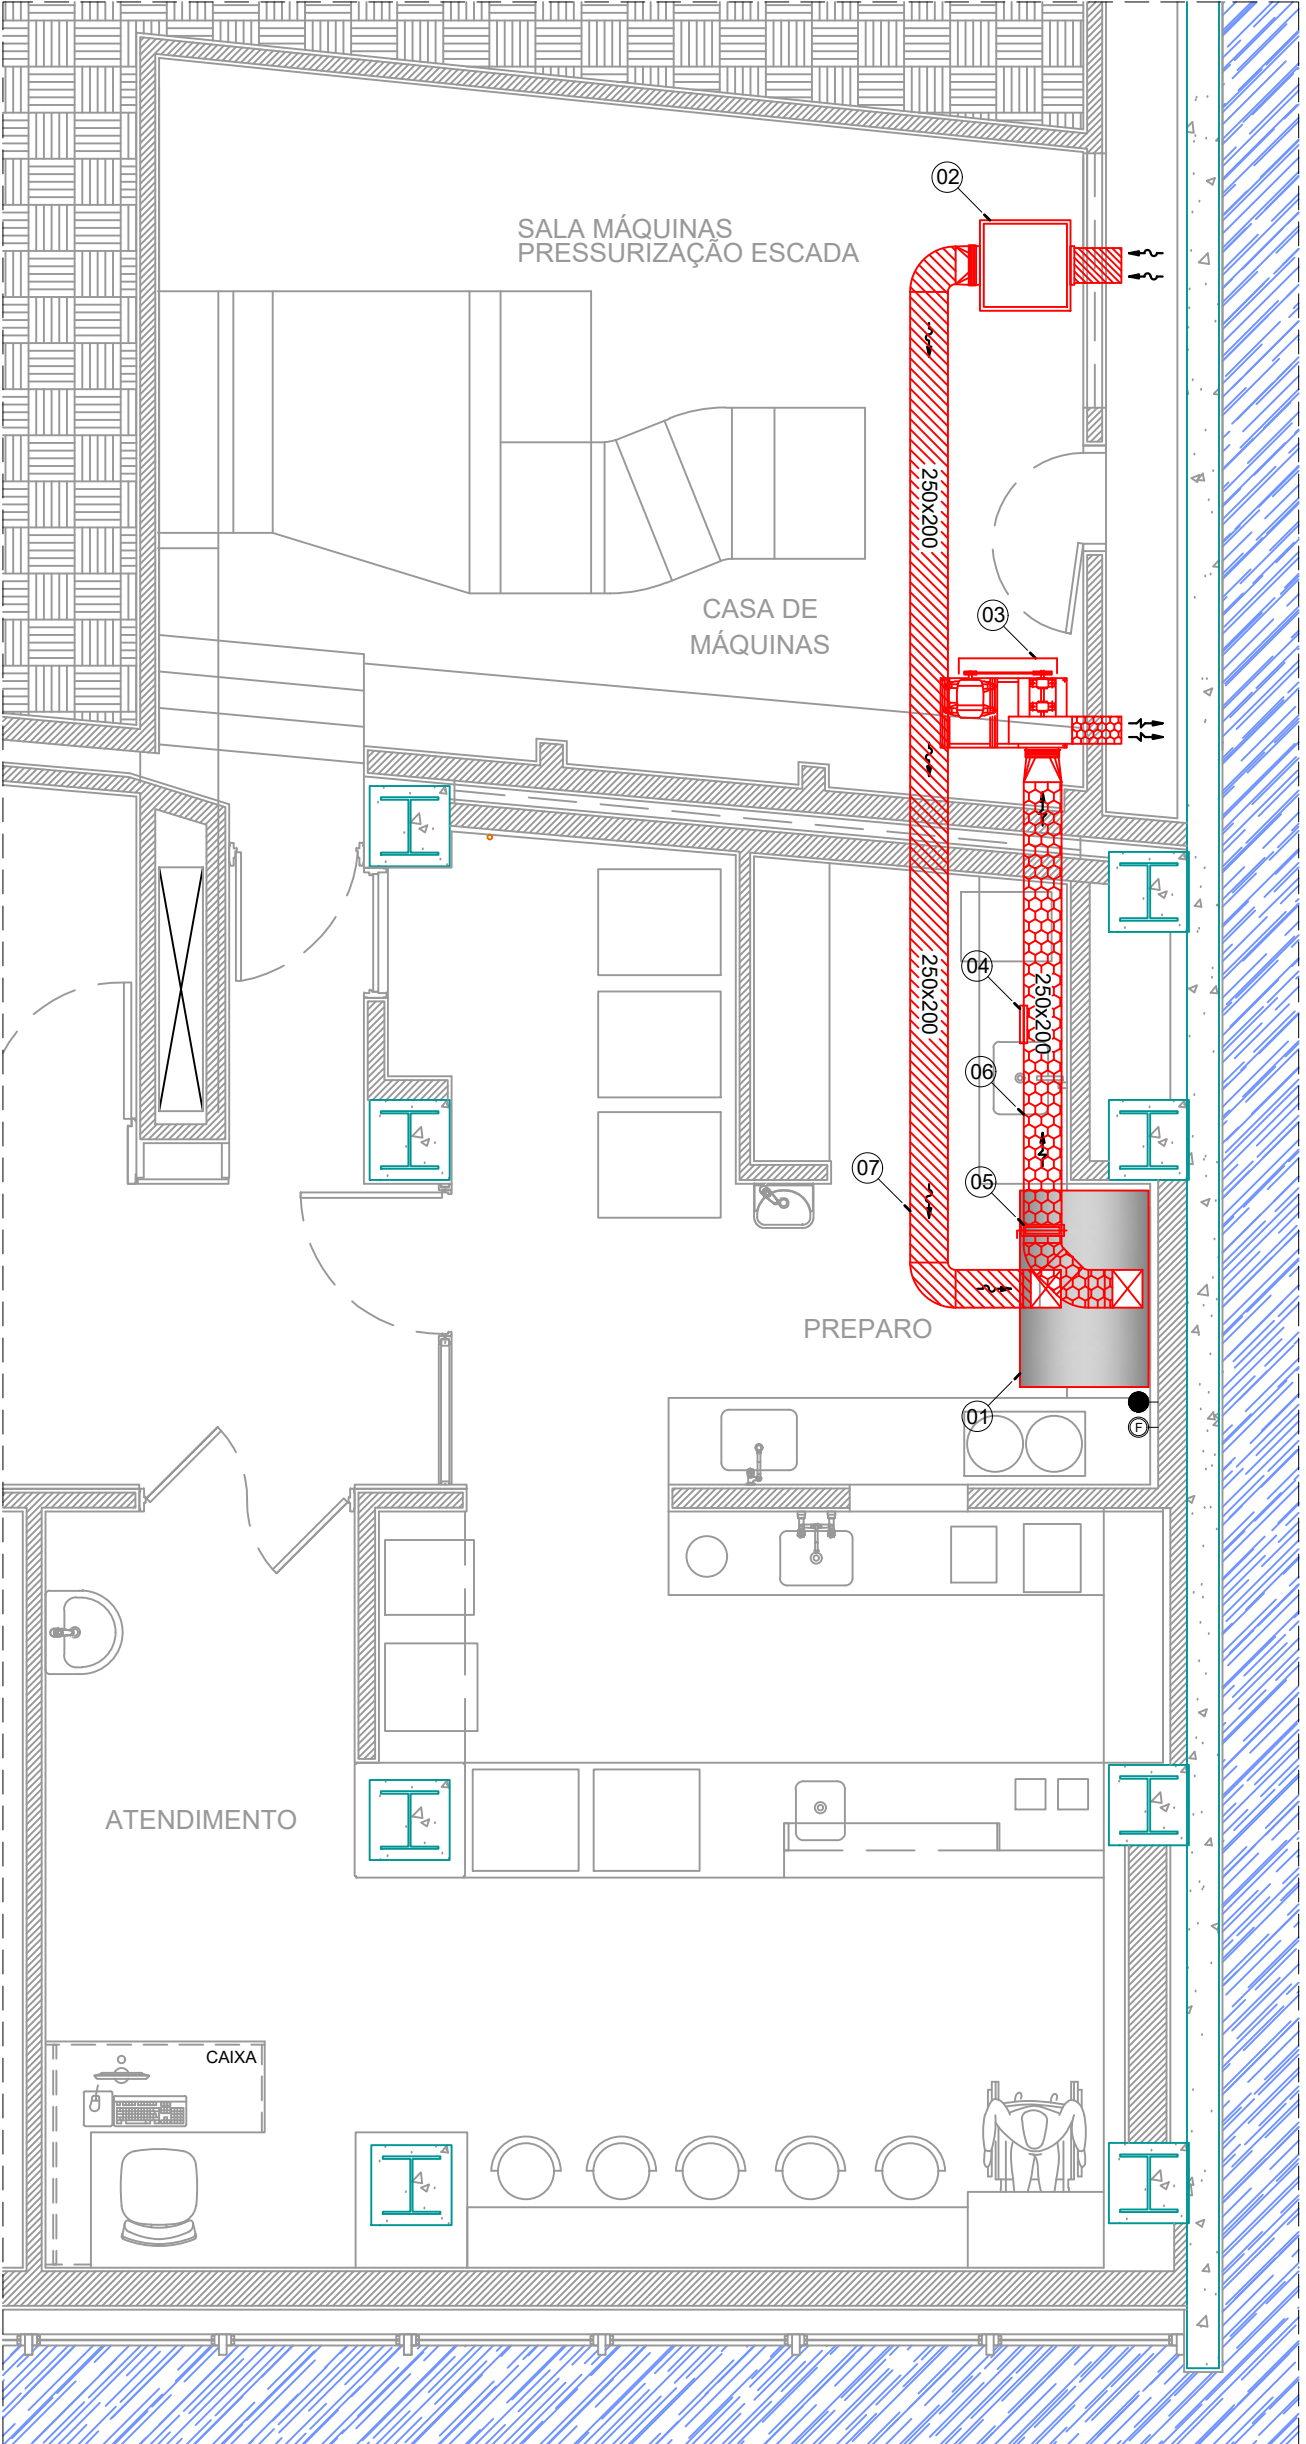 02
SALA MÁQUINAS
PRESSURIZAÇÃO ESCADA
250x200
CASA DE
MÁQUINAS
03
04
250x200
250x200
06
07
05
PREPARO
01
F
ATENDIMENTO
CAIXA